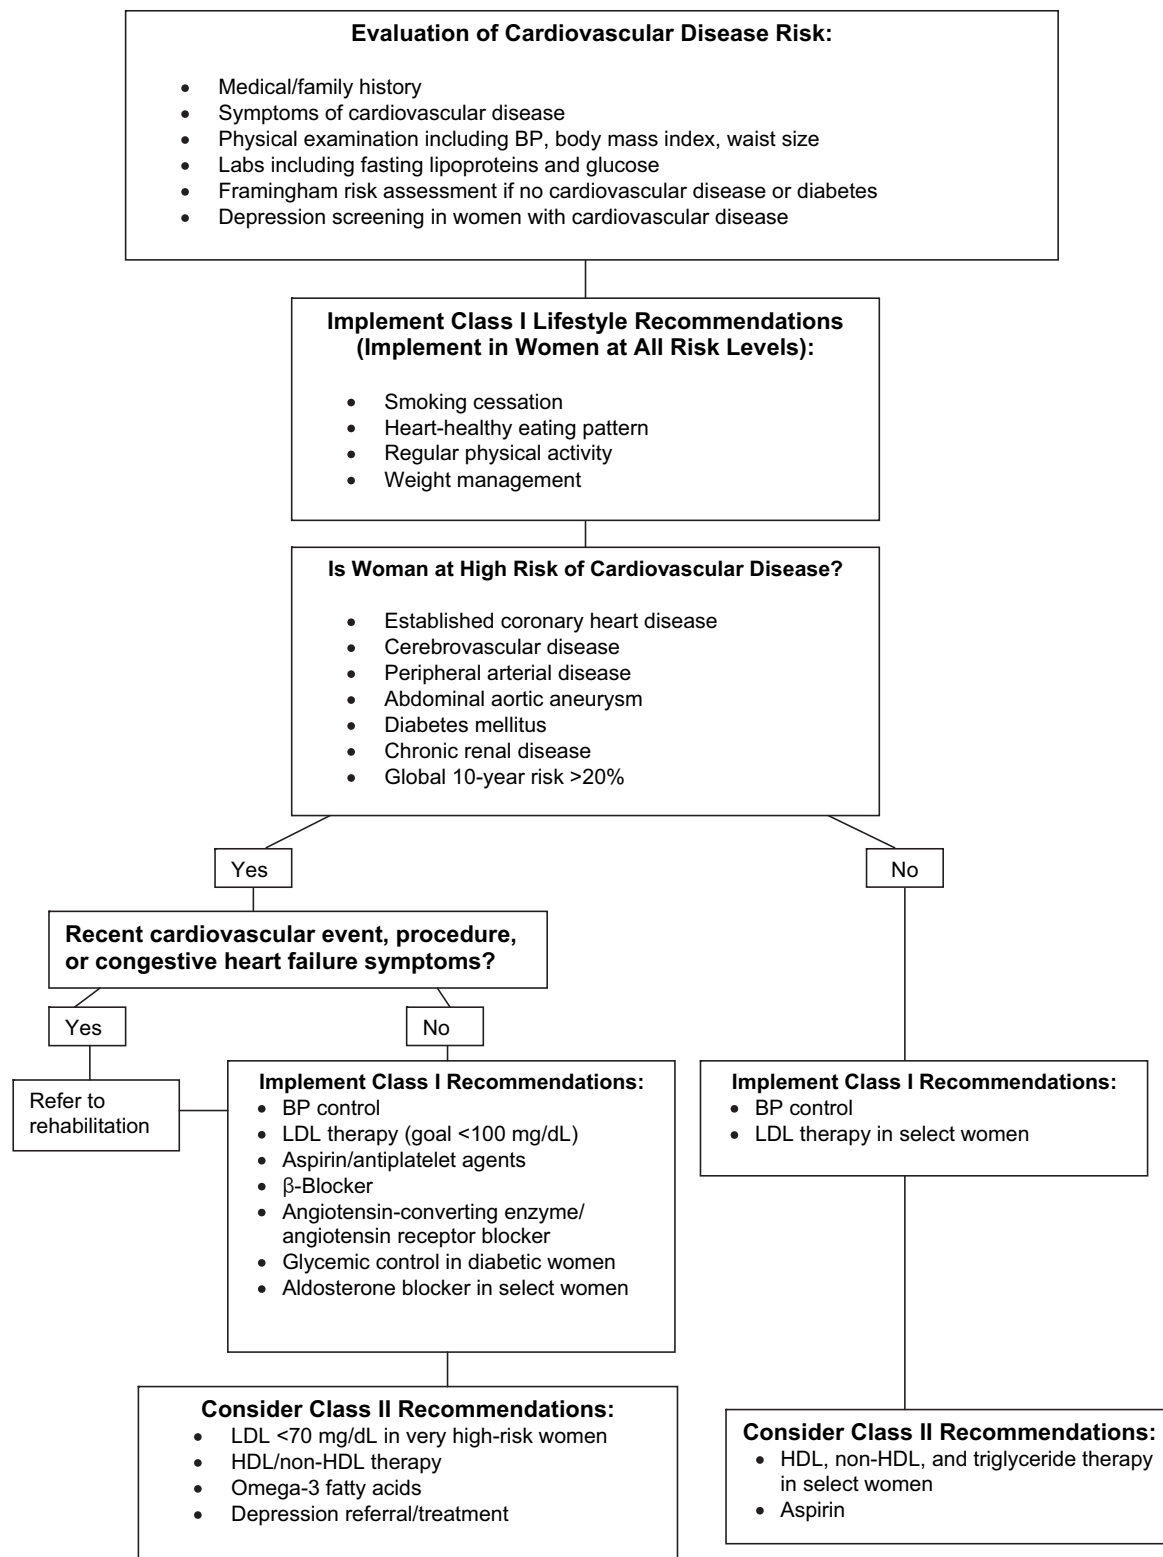 Evaluation of Cardiovascular Disease Risk:
• Medical/family history
• Symptoms of cardiovascular disease
• Physical examination including BP, body mass index, waist size
• Labs including fasting lipoproteins and glucose
• Framingham risk assessment if no cardiovascular disease or diabetes
• Depression screening in women with cardiovascular disease
Implement Class I Lifestyle Recommendations
(Implement in Women at All Risk Levels):
• Smoking cessation
• Heart-healthy eating pattern
• Regular physical activity
• Weight management
Is Woman at High Risk of Cardiovascular Disease?
• Established coronary heart disease
• Cerebrovascular disease
• Peripheral arterial disease
• Abdominal aortic aneurysm
• Diabetes mellitus
• Chronic renal disease
• Global 10-year risk >20%
Yes
No
Recent cardiovascular event, procedure,
or congestive heart failure symptoms?
Yes
No
Refer to
rehabilitation
Implement Class I Recommendations:
• BP control
• LDL therapy (goal <100 mg/dL)
• Aspirin/antiplatelet agents
• β-Blocker
• Angiotensin-converting enzyme/
angiotensin receptor blocker
• Glycemic control in diabetic women
• Aldosterone blocker in select women
Implement Class I Recommendations:
• BP control
• LDL therapy in select women
Consider Class II Recommendations:
• LDL <70 mg/dL in very high-risk women
• HDL/non-HDL therapy
• Omega-3 fatty acids
• Depression referral/treatment
Consider Class II Recommendations:
• HDL, non-HDL, and triglyceride therapy
in select women
• Aspirin